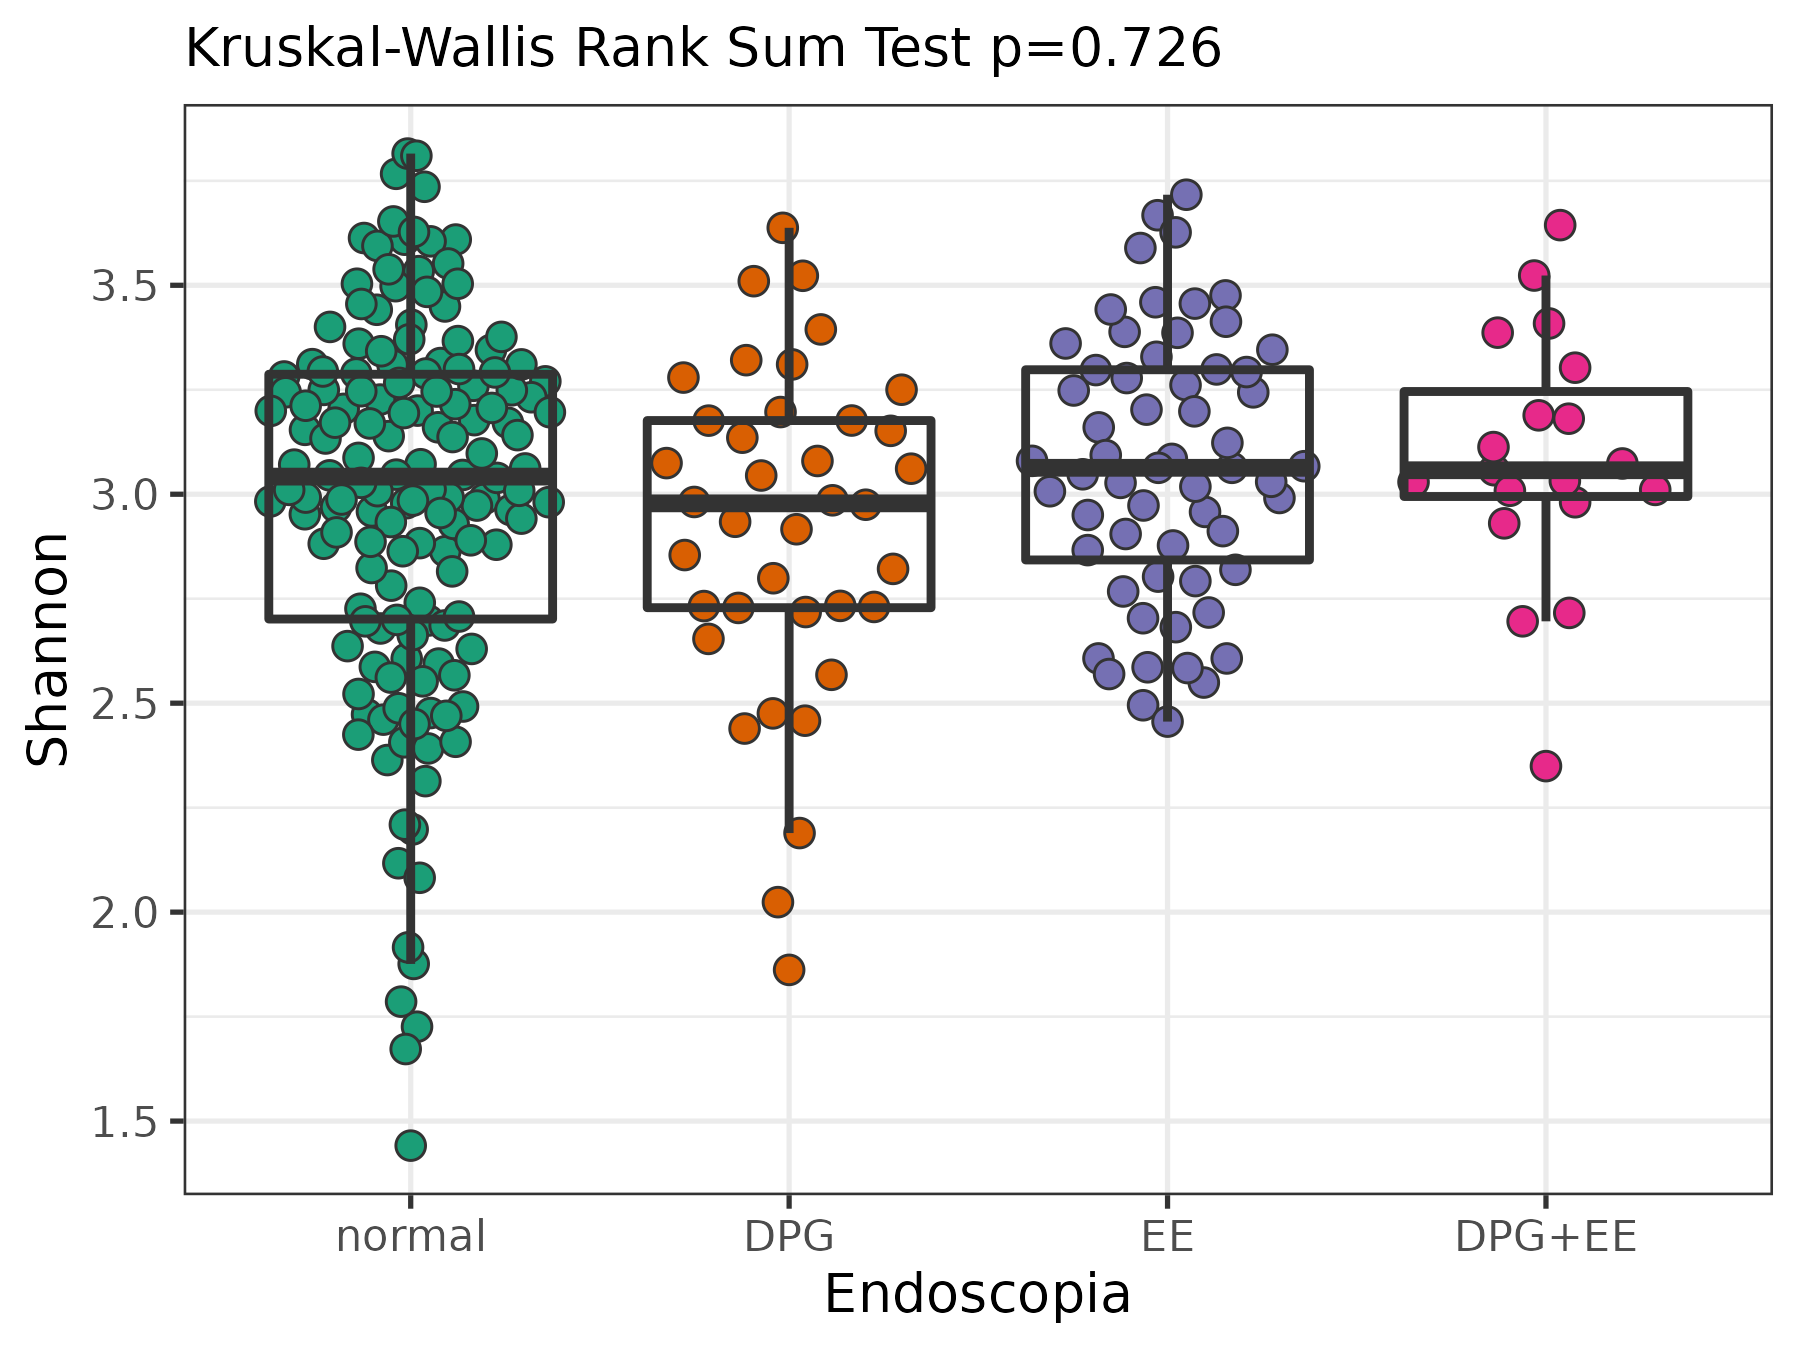 Kruskal-Wallis Rank Sum Test p=0.726
Shannon
3.5
3.0
2.5
2.0
1.5
normal DPG EE DPG+EE
Endoscopia